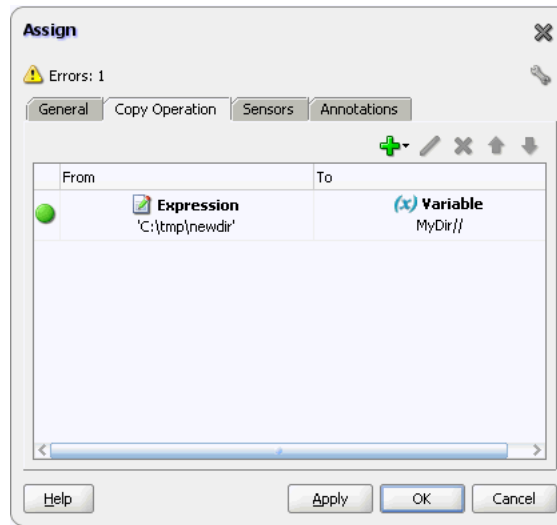 Assign
Errors: 1
General Copy Operation Sensors Annotations
From To
Expression (x) Variable
'C:\tmp\newdir' MyDir//
Help Apply OK Cancel